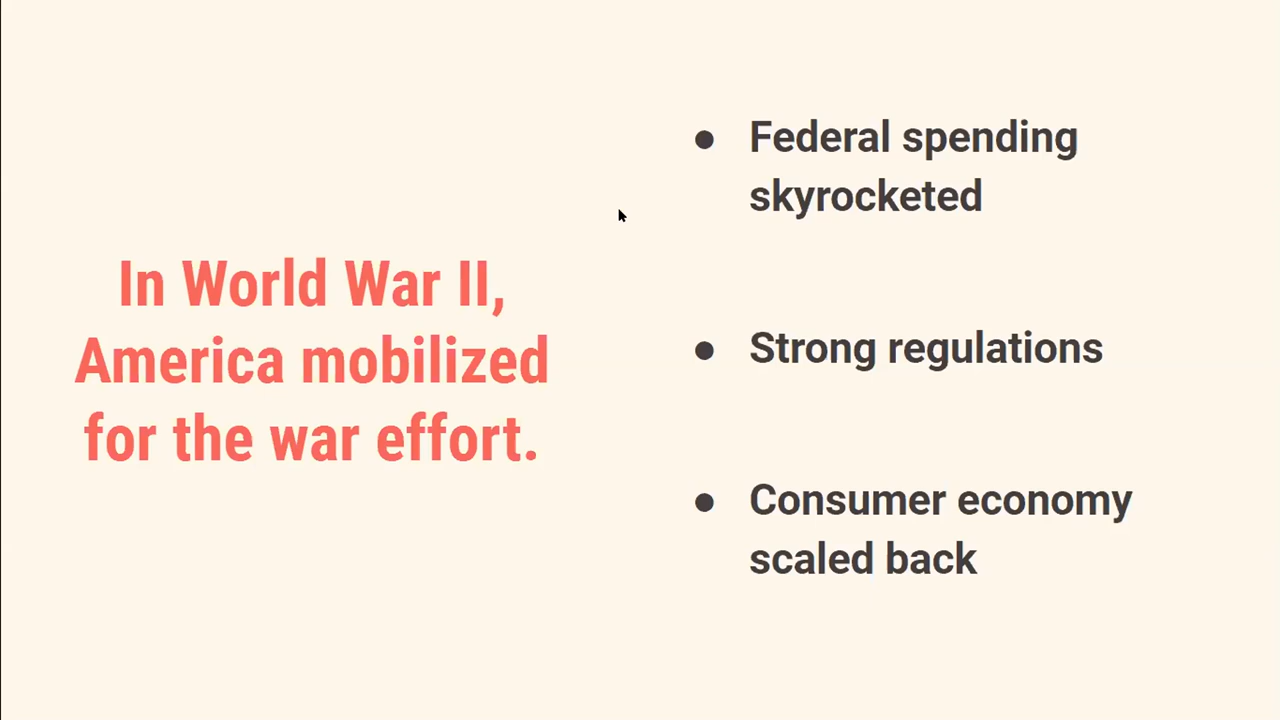 In World War II,
America mobilized
for the war effort.
● Federal spending
skyrocketed
● Strong regulations
● Consumer economy
scaled back